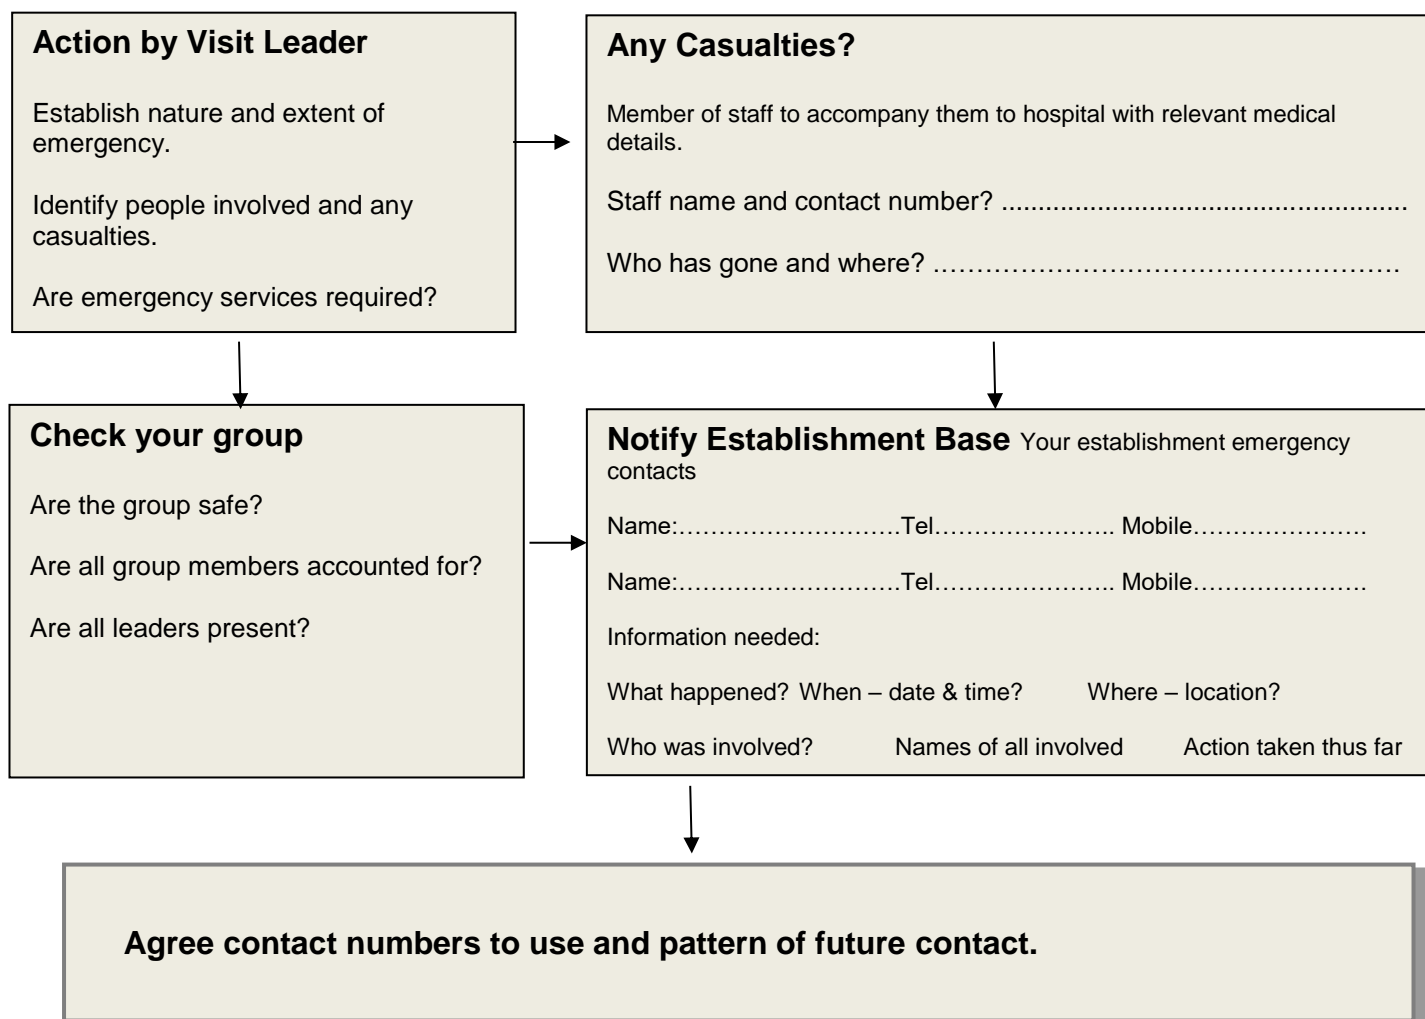 Action by Visit Leader
Establish nature and extent of
emergency.
Identify people involved and any
casualties.
Are emergency services required?
Any Casualties?
Member of staff to accompany them to hospital with relevant medical
details.
Staff name and contact number? ........................................................
Who has gone and where? ……………………………………………….
Check your group
Are the group safe?
Are all group members accounted for?
Are all leaders present?
Notify Establishment Base Your establishment emergency
contacts
Name:……………………….Tel………………….. Mobile………………….
Name:……………………….Tel………………….. Mobile………………….
Information needed:
What happened? When – date & time? Where – location?
Who was involved? Names of all involved Action taken thus far
Agree contact numbers to use and pattern of future contact.